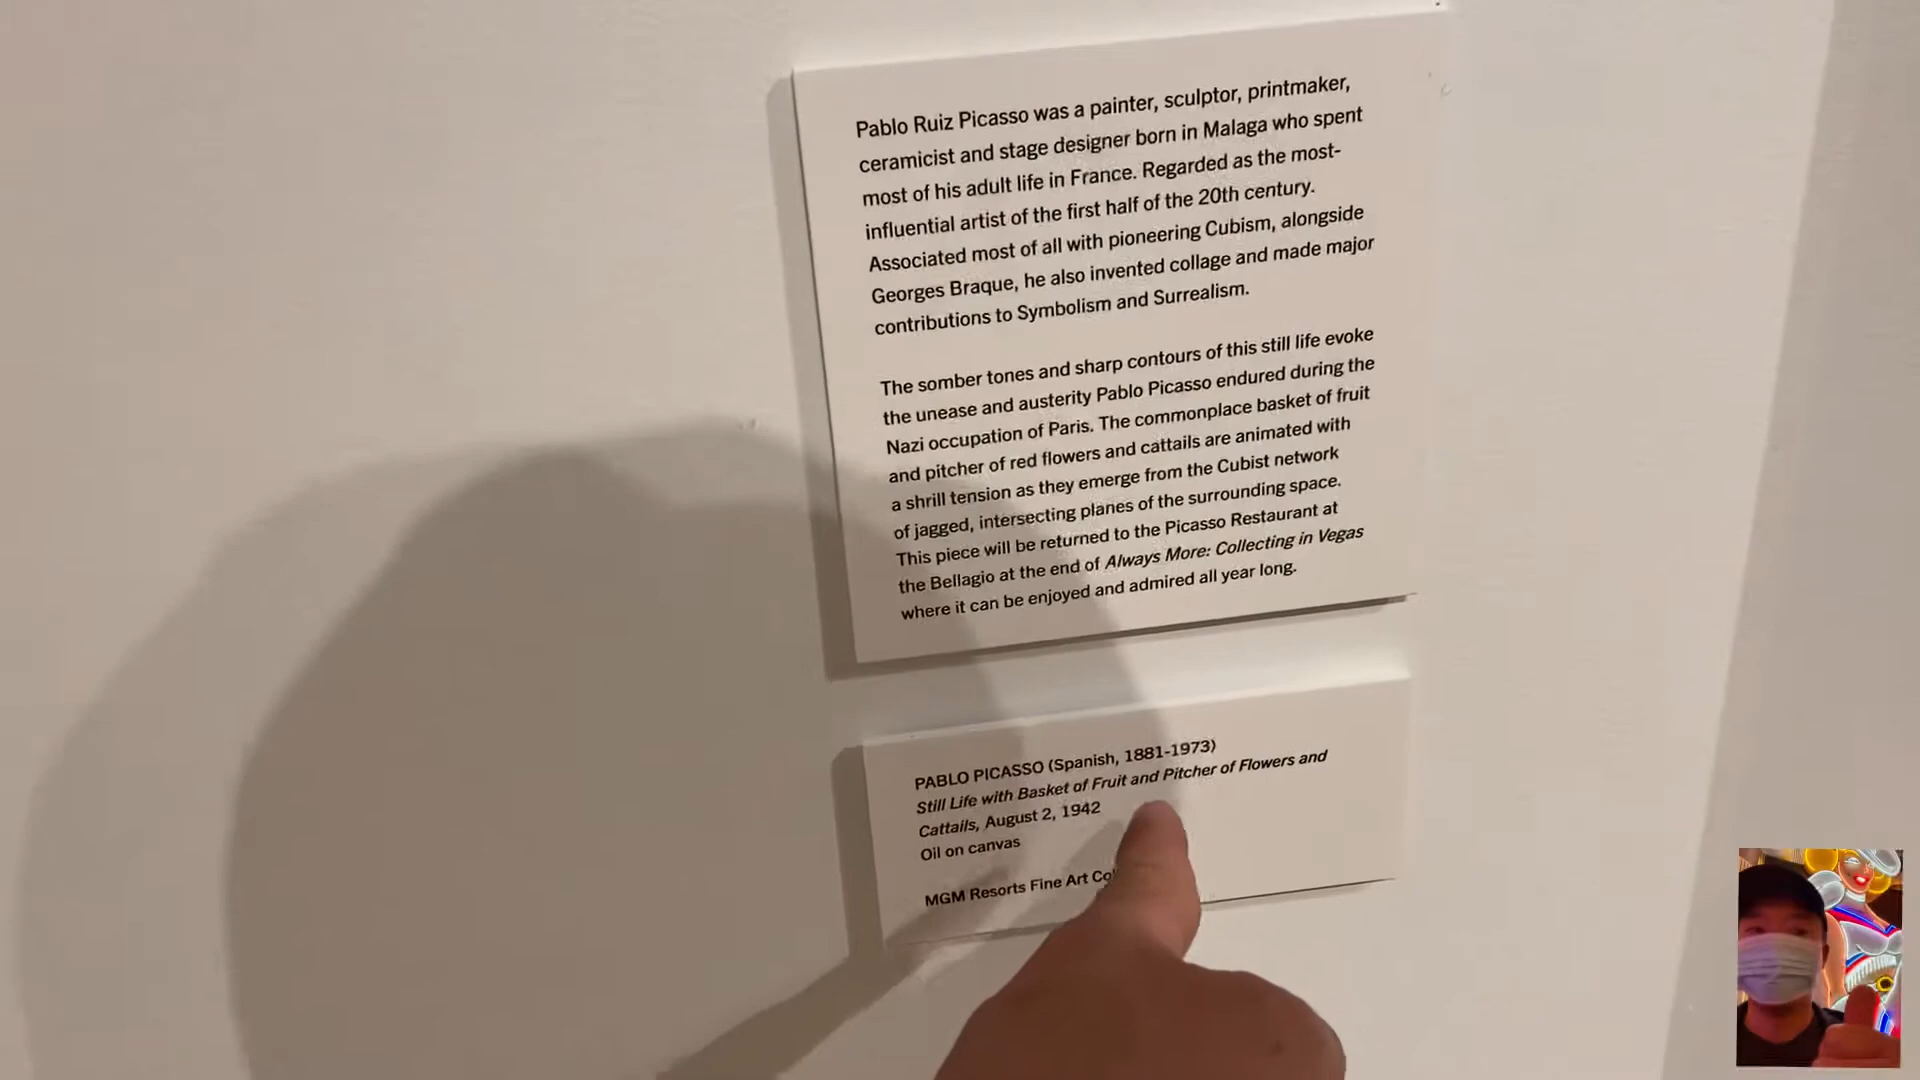 Pablo Ruiz Picasso was a painter, sculptor, printmaker,
ceramicist and stage designer born in Malaga who spent
most of his adult life in France. Regarded as the most-
influential artist of the first half of the 20th century.
Associated most of all with pioneering Cubism, alongside
Georges Braque, he also invented collage and made major
contributions to Symbolism and Surrealism.
The somber tones and sharp contours of this still life evoke
the unease and austerity Pablo Picasso endured during the
Nazi occupation of Paris. The commonplace basket of fruit
and pitcher of red flowers and cattails are animated with
a shrill tension as they emerge from the Cubist network
of jagged, intersecting planes of the surrounding space.
This piece will be returned to the Picasso Restaurant at
the Bellagio at the end of Always More: Collecting in Vegas
where it can be enjoyed and admired all year long.
PABLO PICASSO (Spanish, 1881-1973)
Still Life with Basket of Fruit and Pitcher of Flowers and
Cattails, August 2, 1942
Oil on canvas
MGM Resorts Fine Art